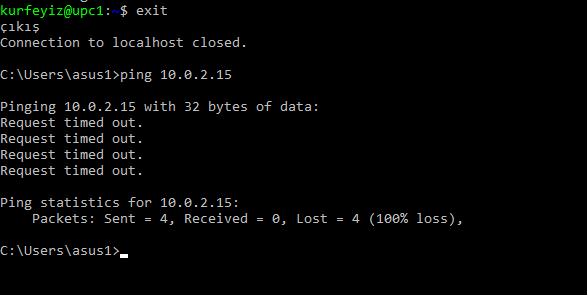 kurfeyiz@upc1:~$ exit
çıkış
Connection to localhost closed.
C:\Users\asus1>ping 10.0.2.15
Pinging 10.0.2.15 with 32 bytes of data:
Request timed out.
Request timed out.
Request timed out.
Request timed out.
Ping statistics for 10.0.2.15:
    Packets: Sent = 4, Received = 0, Lost = 4 (100% loss),
C:\Users\asus1>